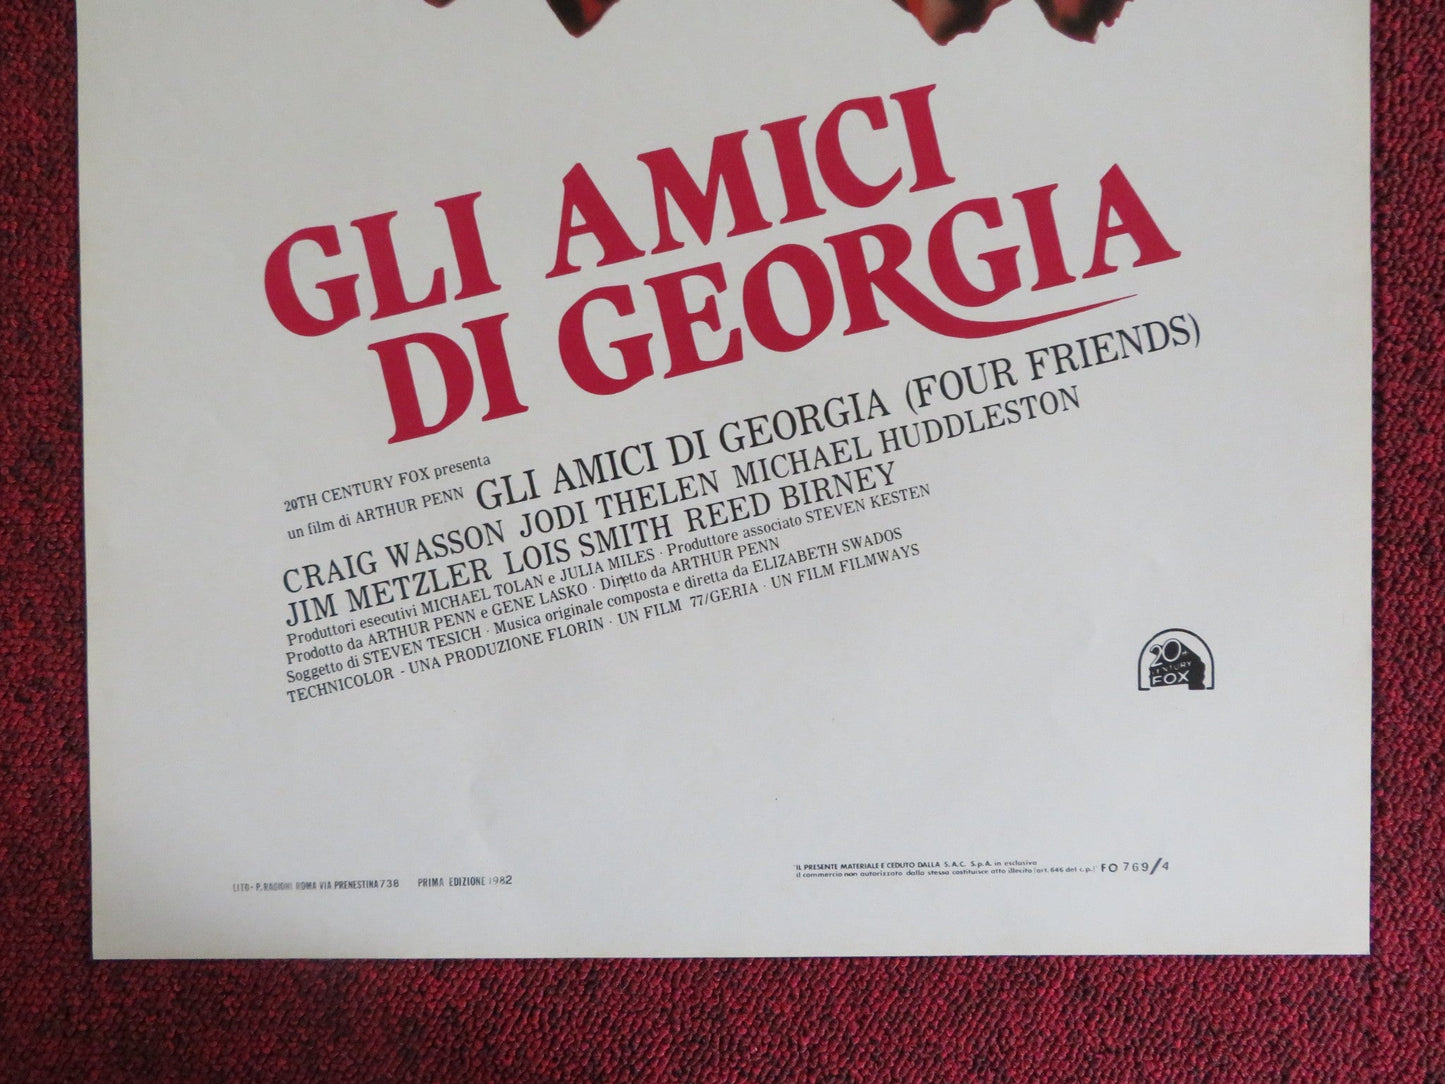 GLI AMICI
DI GEORGIA
20TH CENTURY FOX presenta
un film di ARTHUR PENN GLI AMICI DI GEORGIA (FOUR FRIENDS)
CRAIG WASSON JODI THELEN MICHAEL HUDDLESTON
JIM METZLER LOIS SMITH REED BIRNEY
Produttori esecutivi MICHAEL TOLAN e JULIA MILES · Produttore associato STEVEN KESTEN
Prodotto da ARTHUR PENN e GENE LASKO · Diretto da ARTHUR PENN
Soggetto di STEVEN TESICH · Musica originale composta e diretta da ELIZABETH SWADOS
TECHNICOLOR - UNA PRODUZIONE FLORIN · UN FILM 77/GERIA · UN FILM FILMWAYS
20th
CENTURY
FOX
LITO - P. RAGIONI ROMA VIA PRENESTINA 738 PRIMA EDIZIONE 1982
"IL PRESENTE MATERIALE E CEDUTO DALLA S.A.C. S.p.A. in esclusiva
il commercio non autorizzato dalla stessa costituisce atto illecito (art. 646 del c.p.)" FO 769/4